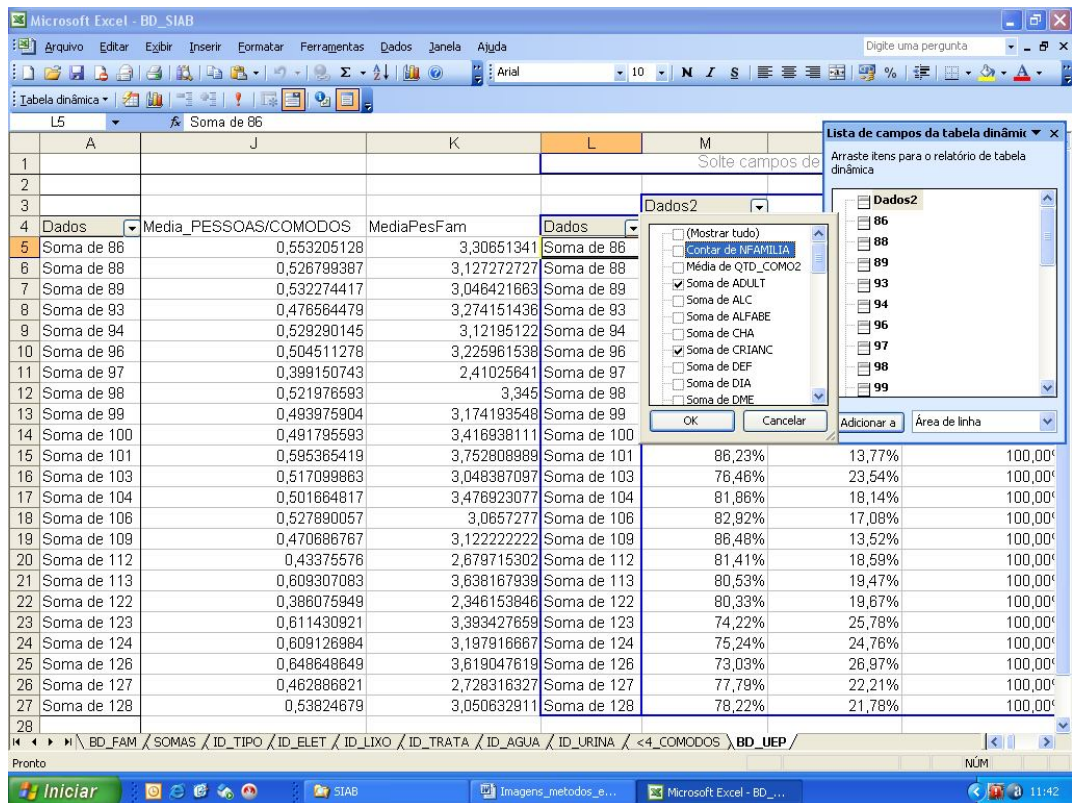 Microsoft Excel - BD_SIAB
Arquivo Editar Exibir Inserir Formatar Ferramentas Dados Janela Ajuda
Digite uma pergunta
Arial 10 N I S
Tabela dinâmica
L5 fx Soma de 86
A J K L M
1 Solte campos de
2
3 Dados2
4 Dados Media_PESSOAS/COMODOS MediaPesFam Dados
5 Soma de 86 0,553205128 3,30651341 Soma de 86
6 Soma de 88 0,526799387 3,127272727 Soma de 88
7 Soma de 89 0,532274417 3,046421663 Soma de 89
8 Soma de 93 0,476564479 3,274151436 Soma de 93
9 Soma de 94 0,529290145 3,12195122 Soma de 94
10 Soma de 96 0,504511278 3,225961538 Soma de 96
11 Soma de 97 0,399150743 2,41025641 Soma de 97
12 Soma de 98 0,521976593 3,345 Soma de 98
13 Soma de 99 0,493975904 3,174193548 Soma de 99
14 Soma de 100 0,491795593 3,416938111 Soma de 100
15 Soma de 101 0,595365419 3,752808989 Soma de 101 86,23% 13,77% 100,00
16 Soma de 103 0,517099863 3,048387097 Soma de 103 76,46% 23,54% 100,00
17 Soma de 104 0,501664817 3,476923077 Soma de 104 81,86% 18,14% 100,00
18 Soma de 106 0,527890057 3,0657277 Soma de 106 82,92% 17,08% 100,00
19 Soma de 109 0,470686767 3,122222222 Soma de 109 86,48% 13,52% 100,00
20 Soma de 112 0,43375576 2,679715302 Soma de 112 81,41% 18,59% 100,00
21 Soma de 113 0,609307083 3,638167939 Soma de 113 80,53% 19,47% 100,00
22 Soma de 122 0,386075949 2,346153846 Soma de 122 80,33% 19,67% 100,00
23 Soma de 123 0,611430921 3,393427659 Soma de 123 74,22% 25,78% 100,00
24 Soma de 124 0,609126984 3,197916667 Soma de 124 75,24% 24,76% 100,00
25 Soma de 126 0,648648649 3,619047619 Soma de 126 73,03% 26,97% 100,00
26 Soma de 127 0,462886821 2,728316327 Soma de 127 77,79% 22,21% 100,00
27 Soma de 128 0,53824679 3,050632911 Soma de 128 78,22% 21,78% 100,00
28
(Mostrar tudo)
Contar de NFAMILIA
Média de QTD_COMO2
Soma de ADULT
Soma de ALC
Soma de ALFABE
Soma de CHA
Soma de CRIANC
Soma de DEF
Soma de DIA
Soma de DME
OK Cancelar
Lista de campos da tabela dinâmic
Arraste itens para o relatório de tabela
dinâmica
Dados2
86
88
89
93
94
96
97
98
99
Adicionar a Área de linha
BD_FAM / SOMAS / ID_TIPO / ID_ELET / ID_LIXO / ID_TRATA / ID_AGUA / ID_URINA / <4_COMODOS \ BD_UEP /
Pronto NÚM
Iniciar SIAB Imagens_metodos_e... Microsoft Excel - BD_... 11:42